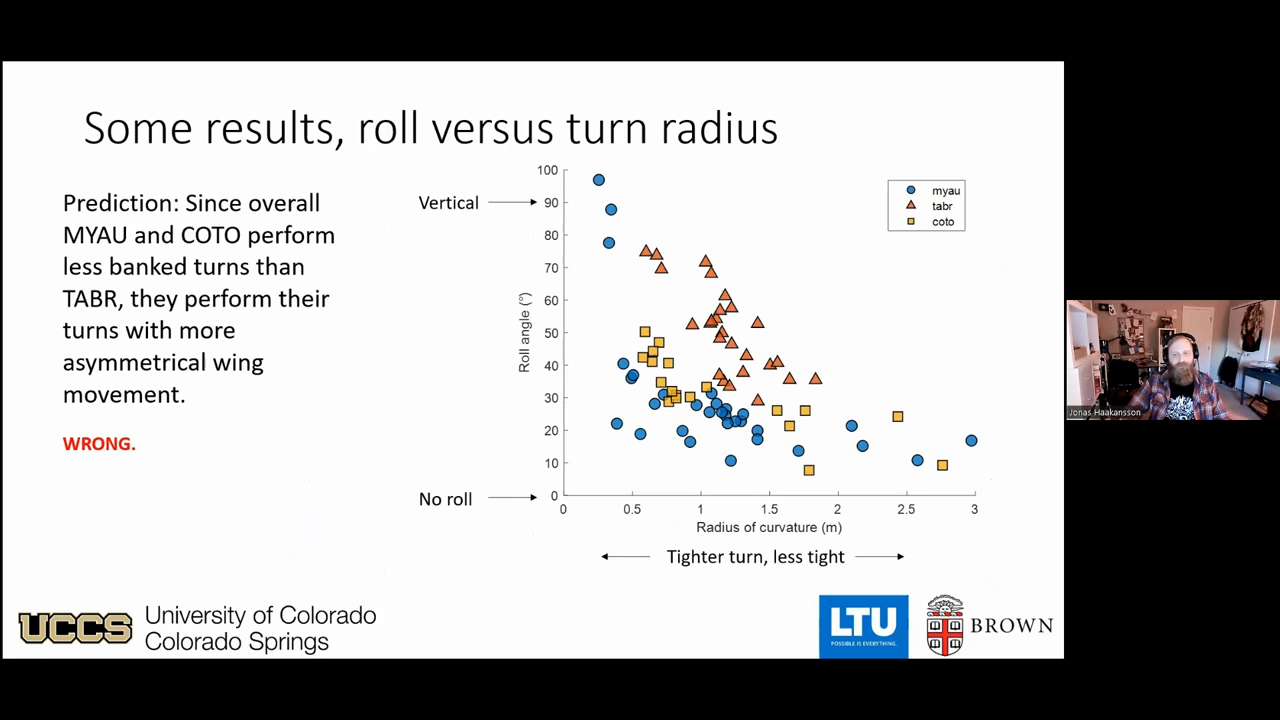 Some results, roll versus turn radius
Prediction: Since overall
MYAU and COTO perform
less banked turns than
TABR, they perform their
turns with more
asymmetrical wing
movement.
WRONG.
Vertical
No roll
100
90
80
70
60
50
40
30
20
10
0
Roll angle (°)
myau
tabr
coto
0
0.5
1
1.5
2
2.5
3
Radius of curvature (m)
Tighter turn, less tight
Jonas Haakansson
UCCS
University of Colorado
Colorado Springs
LTU
POSSIBLE IS EVERYTHING.
BROWN